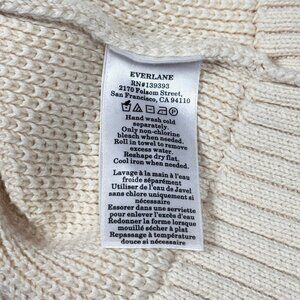 EVERLANE
RN#139393
2170 Folsom Street,
San Francisco, CA 94110
Hand wash cold
separately.
Only non-chlorine
bleach when needed.
Roll in towel to remove
excess water.
Reshape dry flat.
Cool iron when needed.
Lavage à la main à l'eau
froide séparément
Utiliser de l'eau de Javel
sans chlore uniquement si
nécessaire
Essorer dans une serviette
pour enlever l'excès d'eau
Redonner la forme lorsque
mouillé sécher à plat
Repassage à température
douce si nécessaire